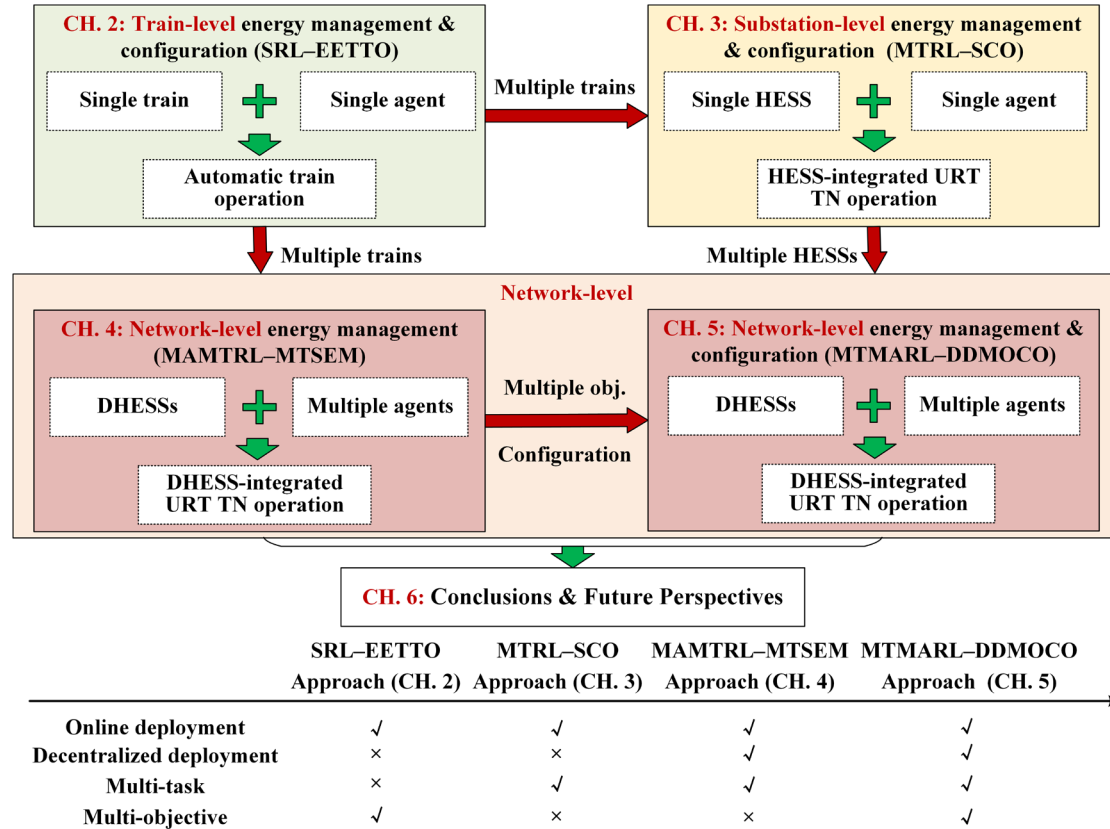 CH. 2: Train-level energy management &
configuration (SRL–EETTO)
Single train
Single agent
Automatic train
operation
Multiple trains
CH. 3: Substation-level energy management
& configuration (MTRL–SCO)
Single HESS
Single agent
HESS-integrated URT
TN operation
Multiple trains
Multiple HESSs
Network-level
CH. 4: Network-level energy management
(MAMTRL–MTSEM)
DHESSs
Multiple agents
DHESS-integrated
URT TN operation
Multiple obj.
Configuration
CH. 5: Network-level energy management &
configuration (MTMARL–DDMOCO)
DHESSs
Multiple agents
DHESS-integrated
URT TN operation
CH. 6: Conclusions & Future Perspectives
SRL–EETTO MTRL–SCO MAMTRL–MTSEM MTMARL–DDMOCO
Approach (CH. 2) Approach (CH. 3) Approach (CH. 4) Approach (CH. 5)
Online deployment √ √ √ √
Decentralized deployment × × √ √
Multi-task × √ √ √
Multi-objective √ × × √